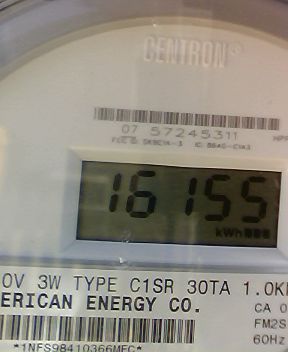 CENTRON®
07 57245311
16155
kWh
0V 3W TYPE C1SR 30TA 1.0K
ERICAN ENERGY CO.
CA 0
FM2S
60Hz
*1NFS98410366MEC*